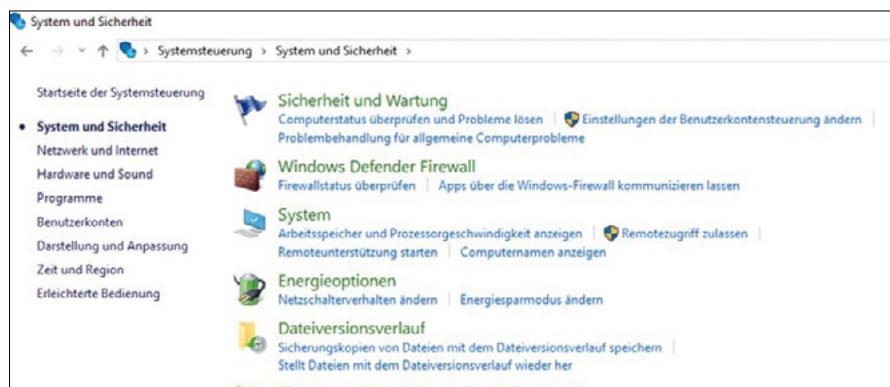 System und Sicherheit
Systemsteuerung > System und Sicherheit >
Startseite der Systemsteuerung
System und Sicherheit
Netzwerk und Internet
Hardware und Sound
Programme
Benutzerkonten
Darstellung und Anpassung
Zeit und Region
Erleichterte Bedienung
Sicherheit und Wartung
Computerstatus überprüfen und Probleme lösen | Einstellungen der Benutzerkontensteuerung ändern |
Problembehandlung für allgemeine Computerprobleme
Windows Defender Firewall
Firewallstatus überprüfen | Apps über die Windows-Firewall kommunizieren lassen
System
Arbeitsspeicher und Prozessorgeschwindigkeit anzeigen | Remotezugriff zulassen |
Remoteunterstützung starten | Computernamen anzeigen
Energieoptionen
Netzschalterverhalten ändern | Energiesparmodus ändern
Dateiversionsverlauf
Sicherungskopien von Dateien mit dem Dateiversionsverlauf speichern |
Stellt Dateien mit dem Dateiversionsverlauf wieder her